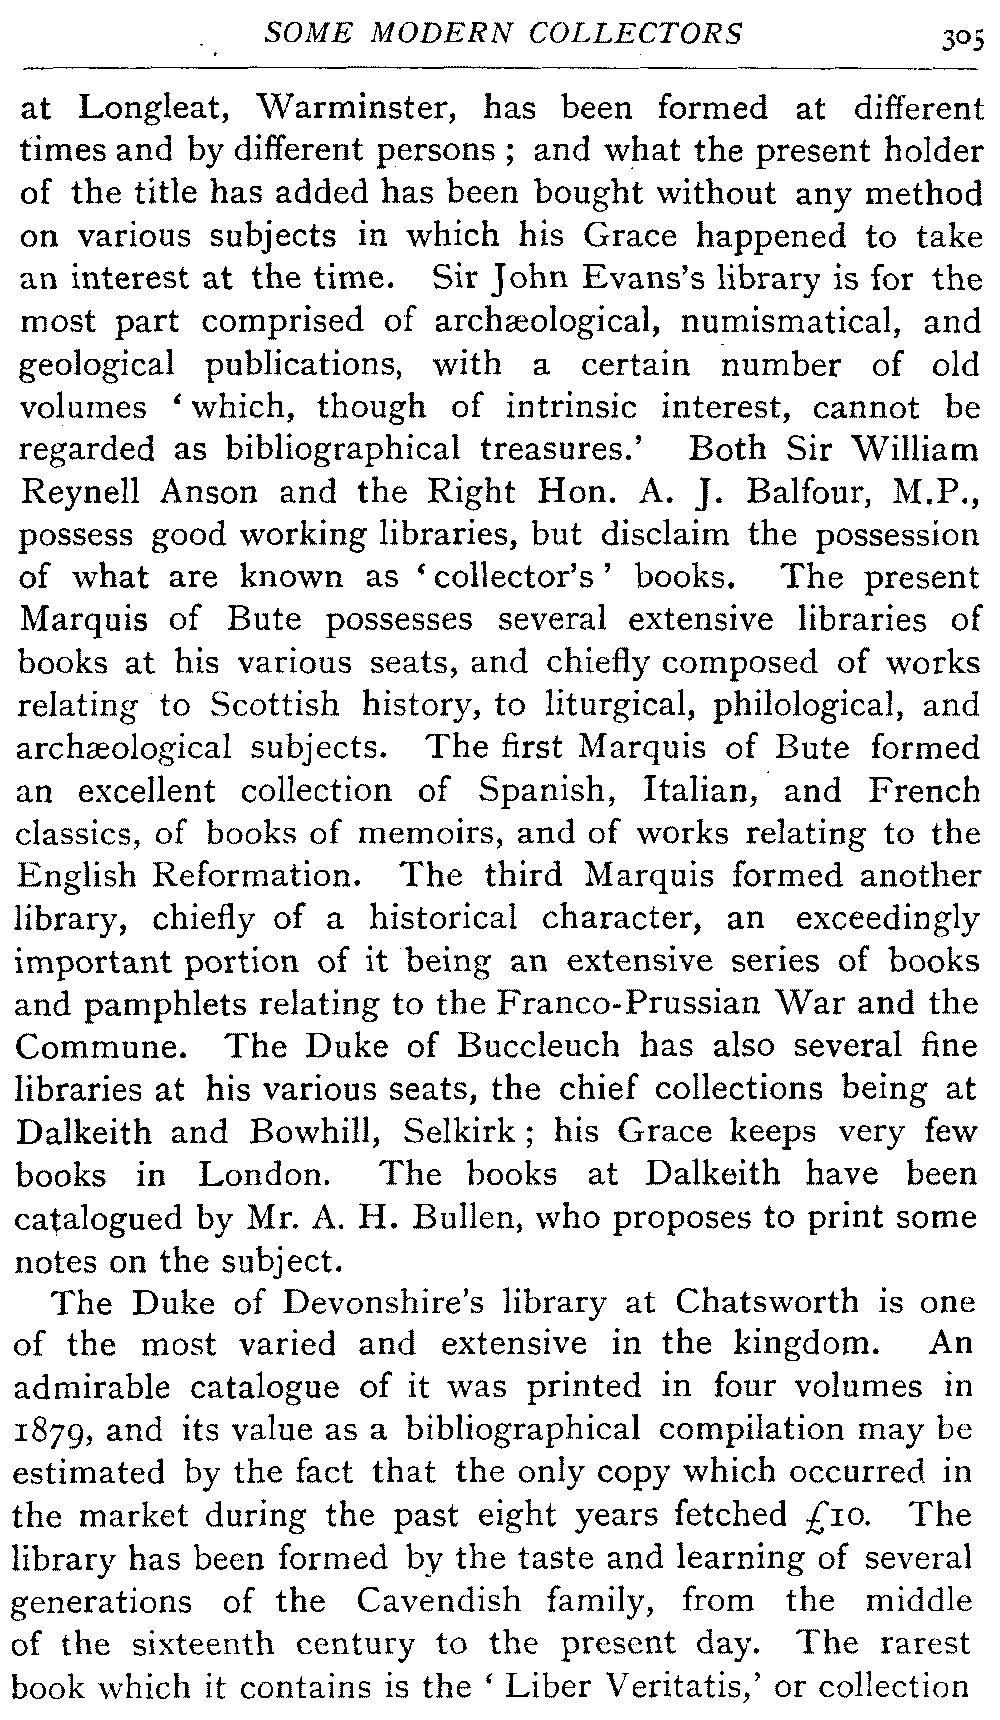 SOME MODERN COLLECTORS 305
at Longleat, Warminster, has been formed at different
times and by different persons ; and what the present holder
of the title has added has been bought without any method
on various subjects in which his Grace happened to take
an interest at the time. Sir John Evans's library is for the
most part comprised of archæological, numismatical, and
geological publications, with a certain number of old
volumes ‘ which, though of intrinsic interest, cannot be
regarded as bibliographical treasures.’ Both Sir William
Reynell Anson and the Right Hon. A. J. Balfour, M.P.,
possess good working libraries, but disclaim the possession
of what are known as ‘ collector's ’ books. The present
Marquis of Bute possesses several extensive libraries of
books at his various seats, and chiefly composed of works
relating to Scottish history, to liturgical, philological, and
archæological subjects. The first Marquis of Bute formed
an excellent collection of Spanish, Italian, and French
classics, of books of memoirs, and of works relating to the
English Reformation. The third Marquis formed another
library, chiefly of a historical character, an exceedingly
important portion of it being an extensive series of books
and pamphlets relating to the Franco-Prussian War and the
Commune. The Duke of Buccleuch has also several fine
libraries at his various seats, the chief collections being at
Dalkeith and Bowhill, Selkirk ; his Grace keeps very few
books in London. The books at Dalkeith have been
catalogued by Mr. A. H. Bullen, who proposes to print some
notes on the subject.
The Duke of Devonshire's library at Chatsworth is one
of the most varied and extensive in the kingdom. An
admirable catalogue of it was printed in four volumes in
1879, and its value as a bibliographical compilation may be
estimated by the fact that the only copy which occurred in
the market during the past eight years fetched £10. The
library has been formed by the taste and learning of several
generations of the Cavendish family, from the middle
of the sixteenth century to the present day. The rarest
book which it contains is the ‘ Liber Veritatis,’ or collection